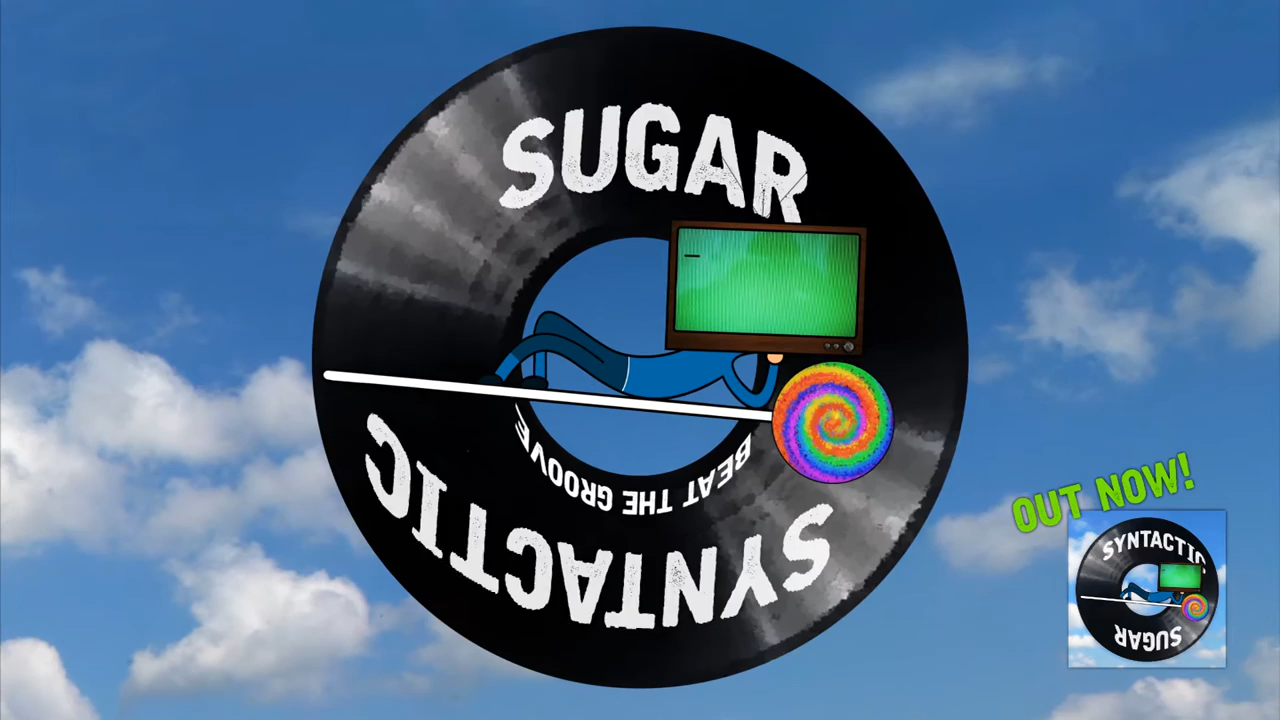 SUGAR
BEAT THE GROOVE
SYNTACTIC
OUT NOW!
SYNTACTIC
SUGAR